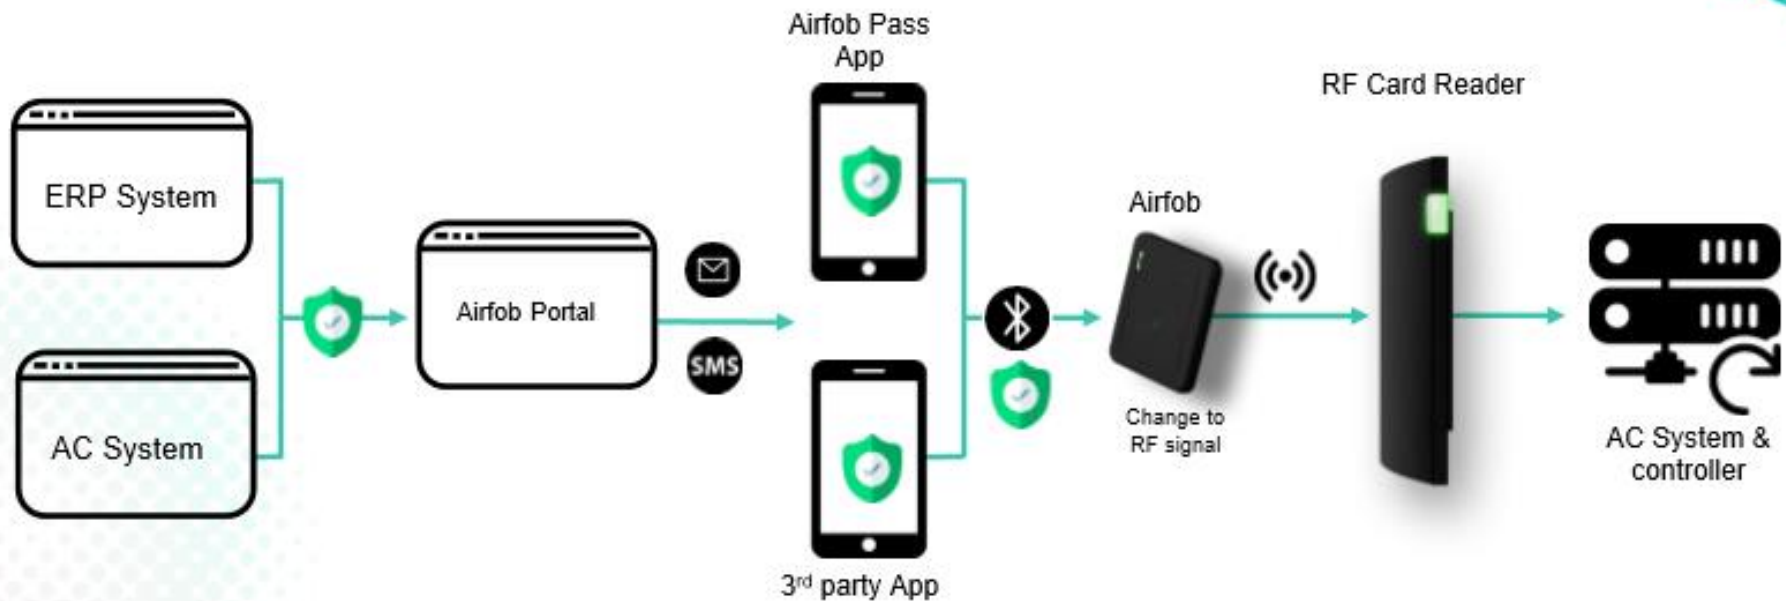 Airfob Pass
App
RF Card Reader
ERP System
Airfob
Airfob Portal
SMS
Change to
RF signal
AC System
AC System &
controller
3rd party App